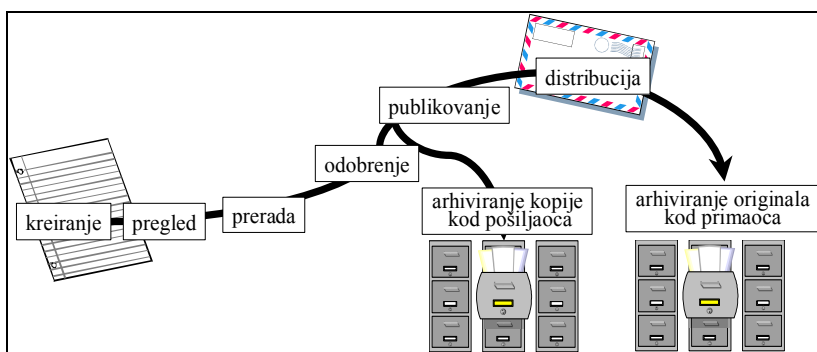 kreiranje
pregled
prerada
odobrenje
publikovanje
distribucija
arhiviranje kopije
kod pošiljaoca
arhiviranje originala
kod primaoca